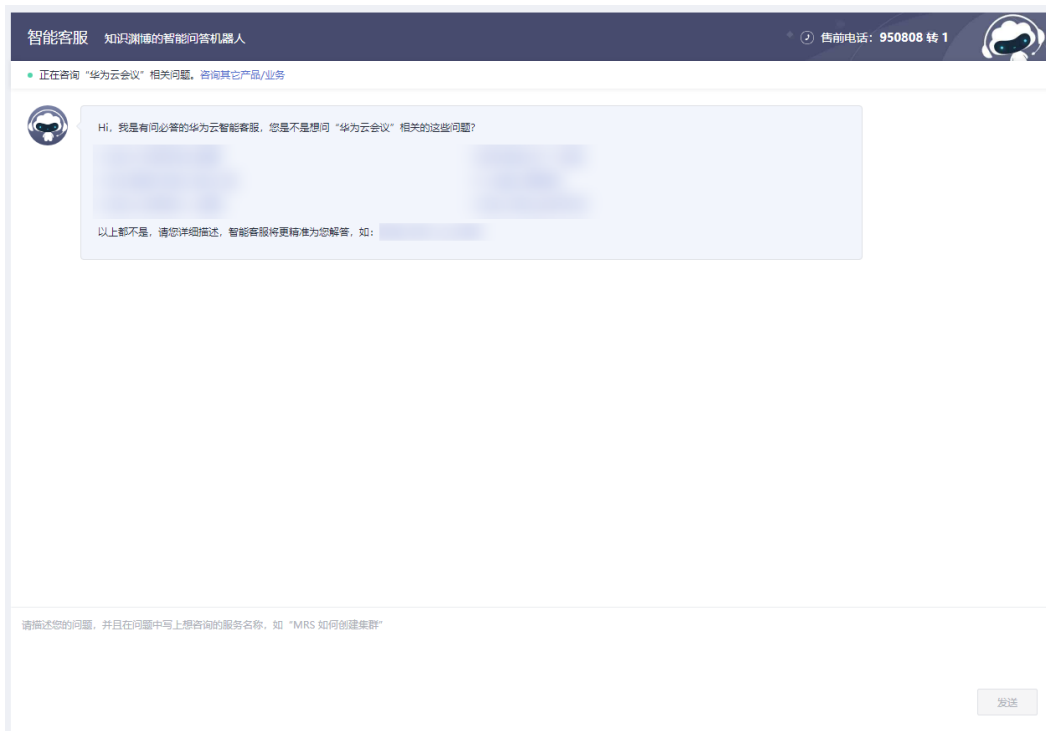 智能客服 知识渊博的智能问答机器人 售前电话：950808 转 1
正在咨询“华为云会议”相关问题。咨询其它产品/业务
Hi，我是有问必答的华为云智能客服，您是不是想问“华为云会议”相关的这些问题?
以上都不是，请您详细描述，智能客服将更精准为您解答，如：
请描述您的问题，并且在问题中写上想咨询的服务名称，如“MRS 如何创建集群”
发送